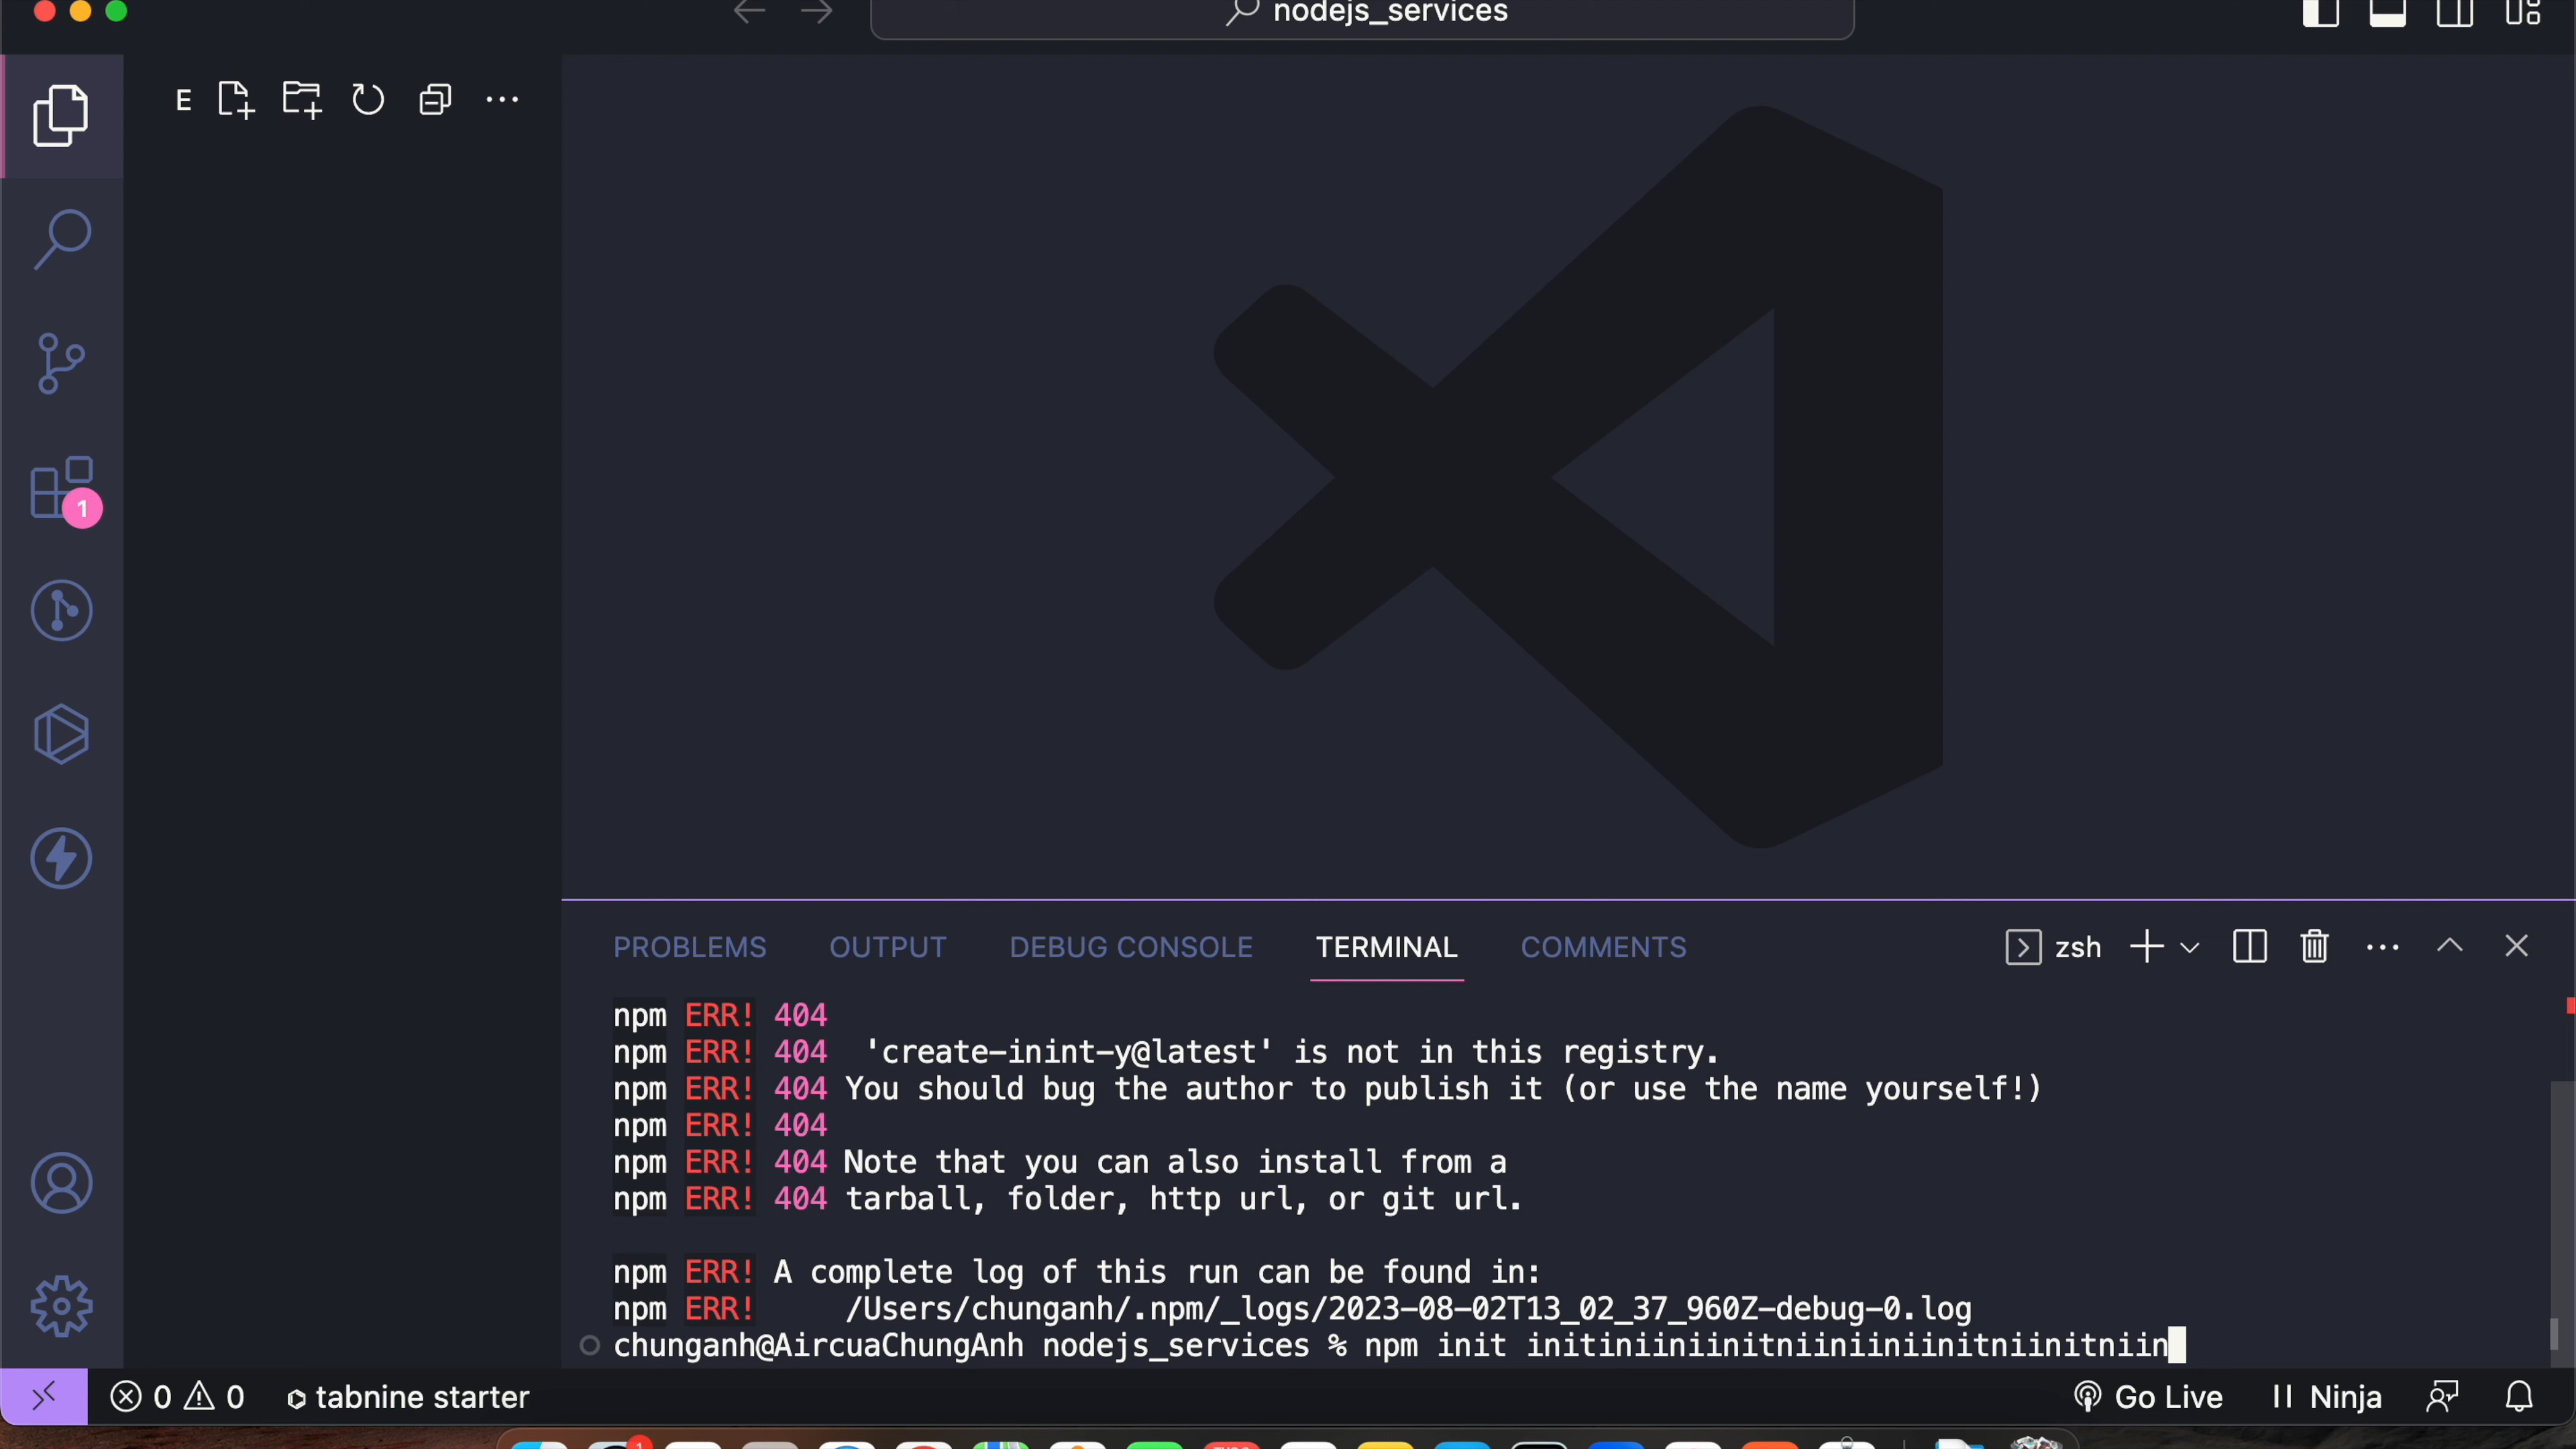 nodejs_services
E
1
PROBLEMS OUTPUT DEBUG CONSOLE TERMINAL COMMENTS zsh
npm ERR! 404
npm ERR! 404  'create-inint-y@latest' is not in this registry.
npm ERR! 404 You should bug the author to publish it (or use the name yourself!)
npm ERR! 404
npm ERR! 404 Note that you can also install from a
npm ERR! 404 tarball, folder, http url, or git url.
npm ERR! A complete log of this run can be found in:
npm ERR!     /Users/chunganh/.npm/_logs/2023-08-02T13_02_37_960Z-debug-0.log
chunganh@AircuaChungAnh nodejs_services % npm init initiniiniinitniiniiniinitniinitniin
0 0 tabnine starter Go Live Ninja
1